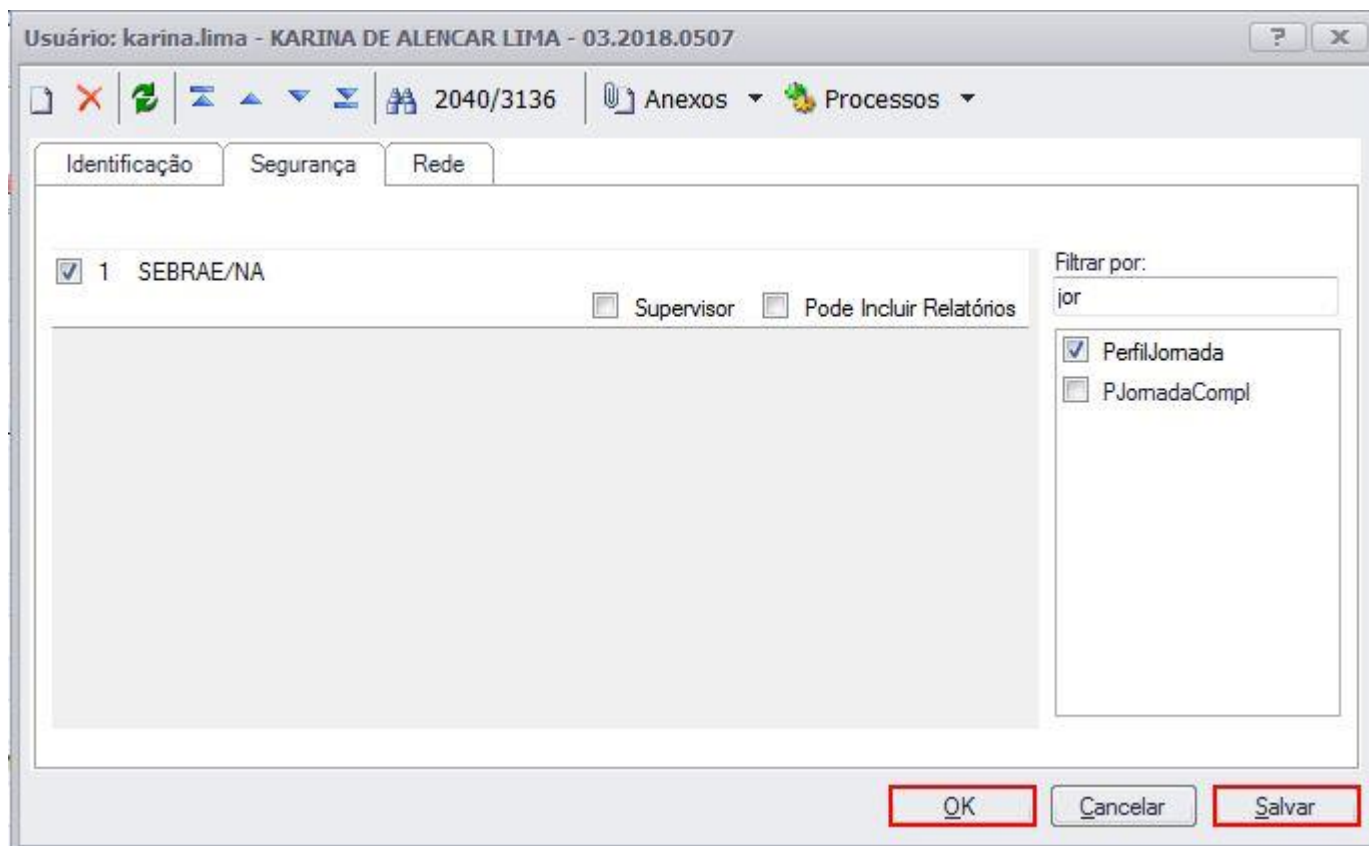 Usuário: karina.lima - KARINA DE ALENCAR LIMA - 03.2018.0507
2040/3136 Anexos Processos
Identificação Segurança Rede
1 SEBRAE/NA
Supervisor Pode Incluir Relatórios
Filtrar por:
jor
PerfilJornada
PJornadaCompl
OK Cancelar Salvar